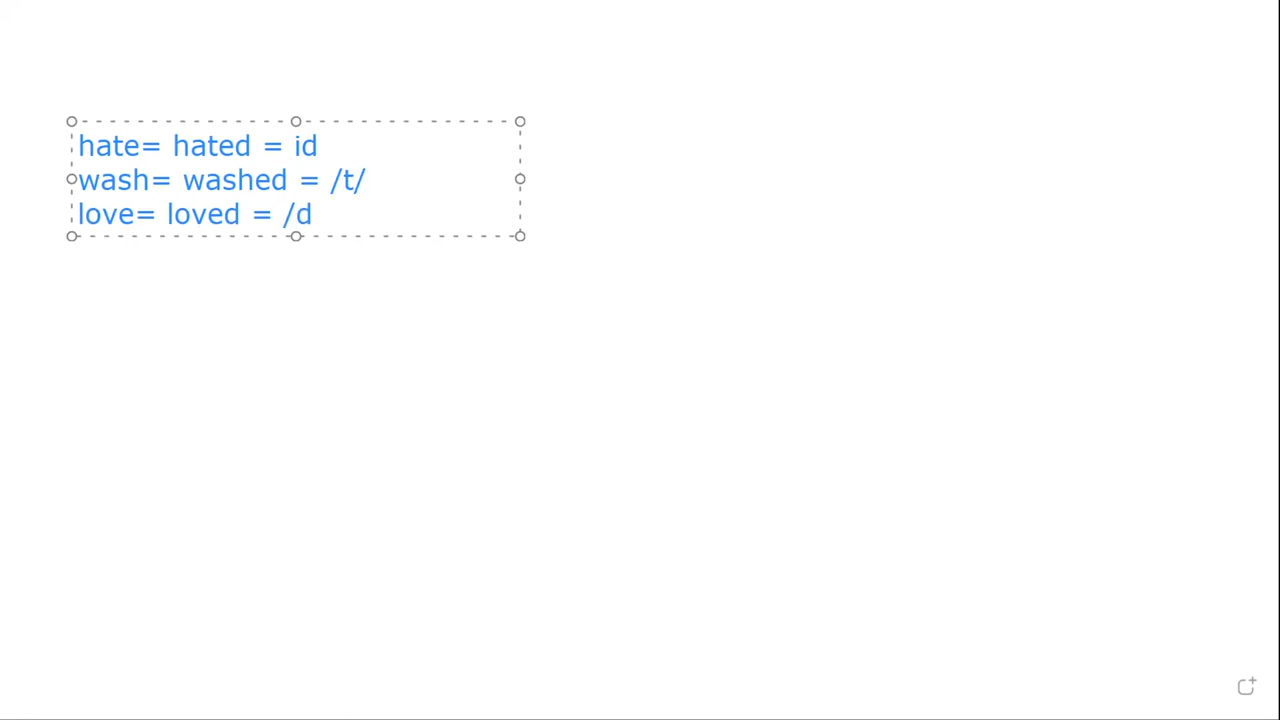 hate= hated = id
wash= washed = /t/
love= loved = /d